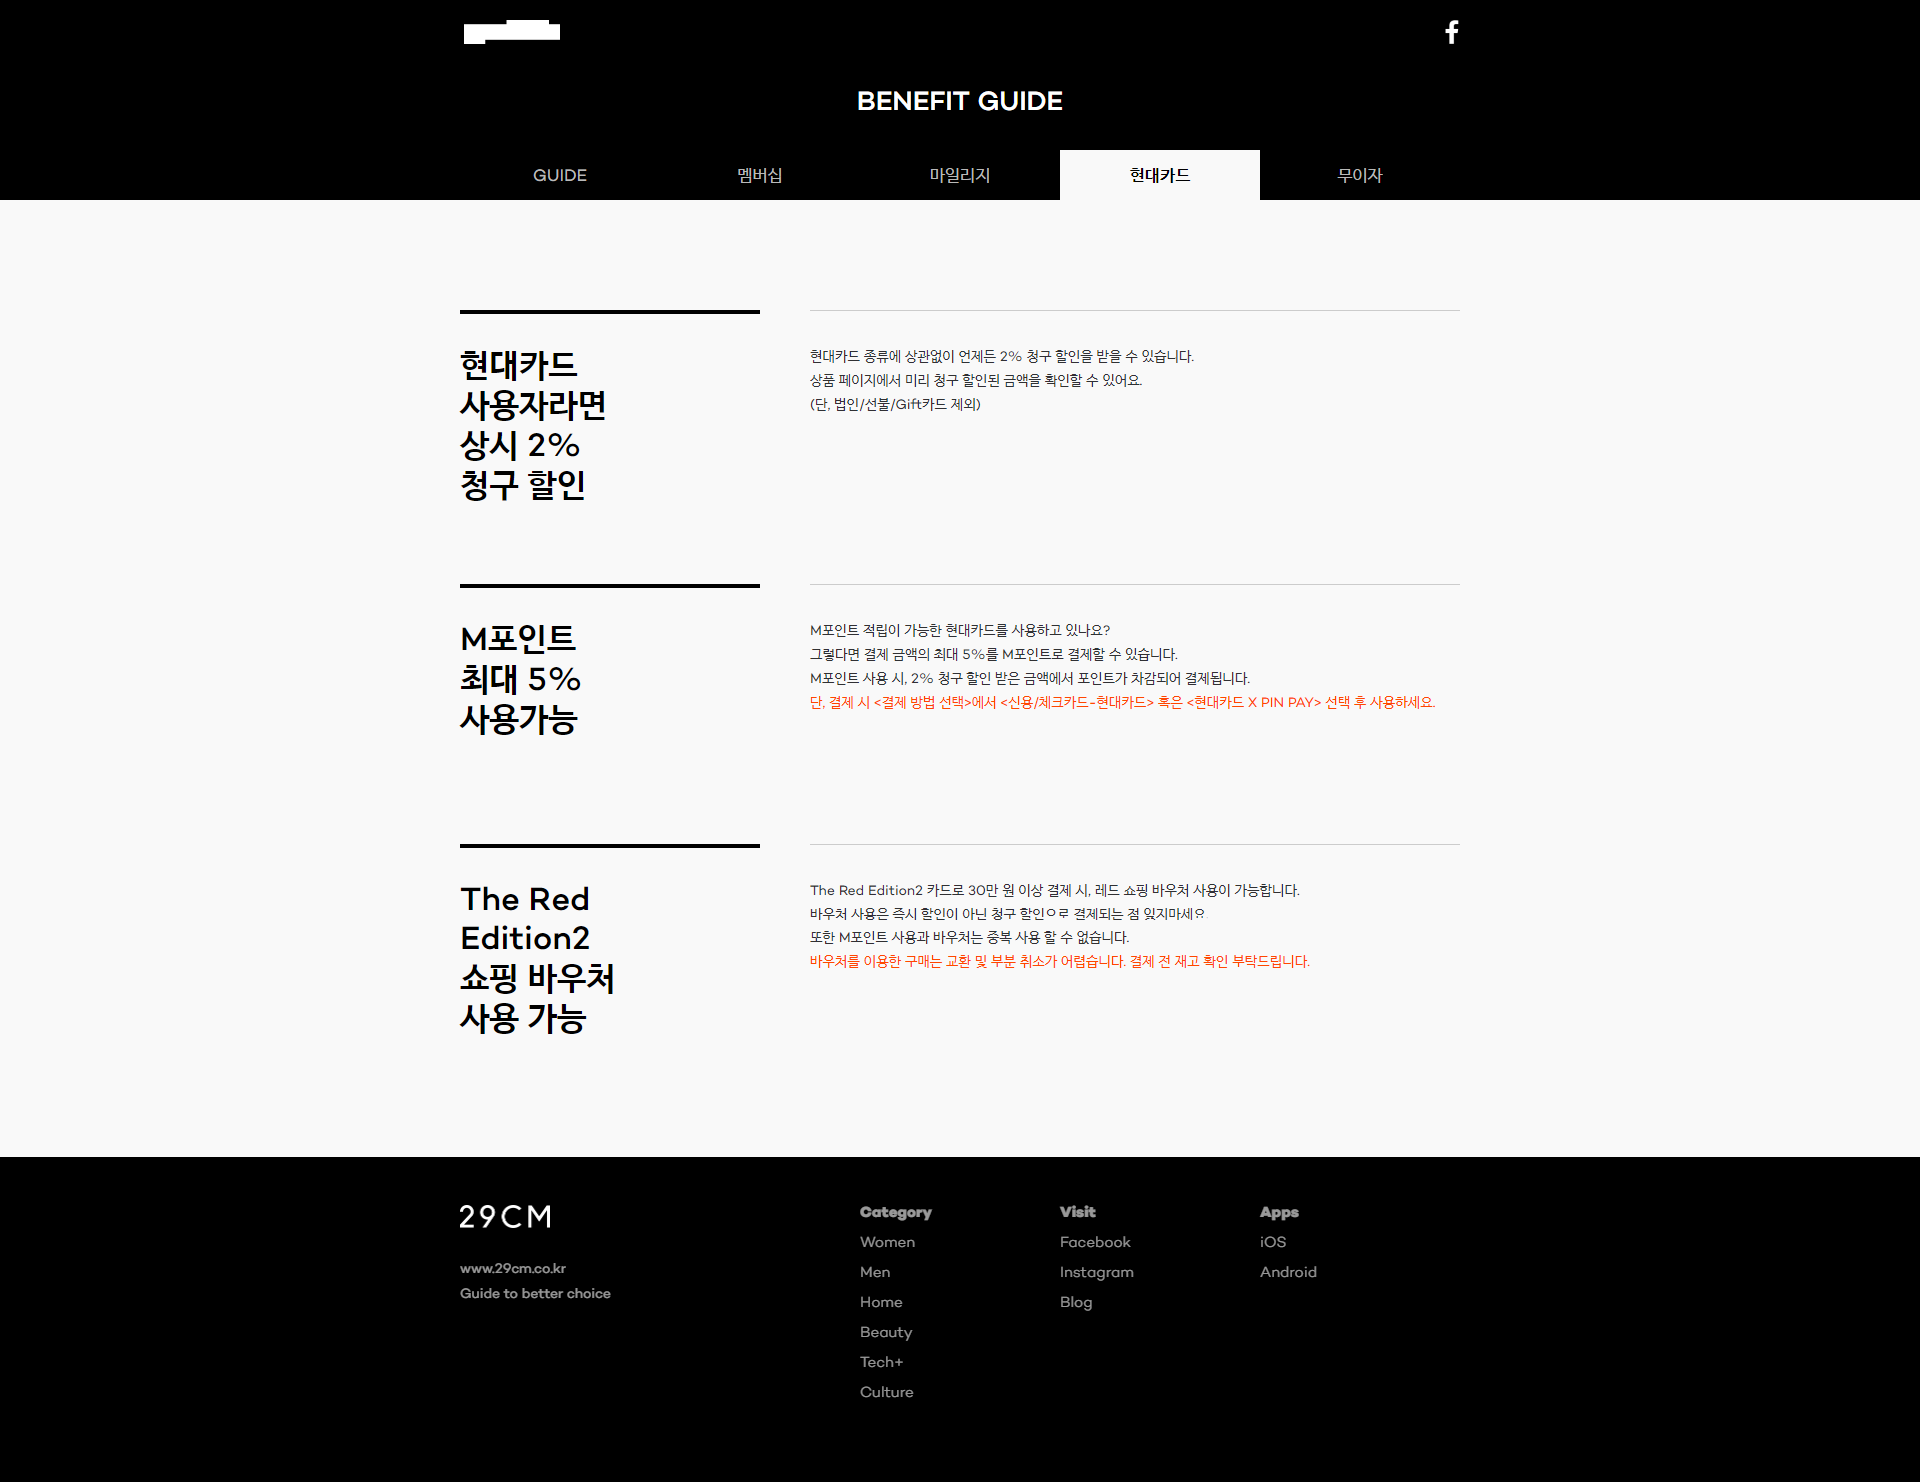 BENEFIT GUIDE
GUIDE
멤버십
마일리지
현대카드
무이자
현대카드
사용자라면
상시 2%
청구 할인
현대카드 종류에 상관없이 언제든 2% 청구 할인을 받을 수 있습니다.
상품 페이지에서 미리 청구 할인된 금액을 확인할 수 있어요.
(단, 법인/선불/Gift카드 제외)
M포인트
최대 5%
사용가능
M포인트 적립이 가능한 현대카드를 사용하고 있나요?
그렇다면 결제 금액의 최대 5%를 M포인트로 결제할 수 있습니다.
M포인트 사용 시, 2% 청구 할인 받은 금액에서 포인트가 차감되어 결제됩니다.
단, 결제 시 <결제 방법 선택>에서 <신용/체크카드-현대카드> 혹은 <현대카드 X PIN PAY> 선택 후 사용하세요.
The Red
Edition2
쇼핑 바우처
사용 가능
The Red Edition2 카드로 30만 원 이상 결제 시, 레드 쇼핑 바우처 사용이 가능합니다.
바우처 사용은 즉시 할인이 아닌 청구 할인으로 결제되는 점 잊지마세요.
또한 M포인트 사용과 바우처는 중복 사용 할 수 없습니다.
바우처를 이용한 구매는 교환 및 부분 취소가 어렵습니다. 결제 전 재고 확인 부탁드립니다.
29CM
www.29cm.co.kr
Guide to better choice
Category
Women
Men
Home
Beauty
Tech+
Culture
Visit
Facebook
Instagram
Blog
Apps
iOS
Android